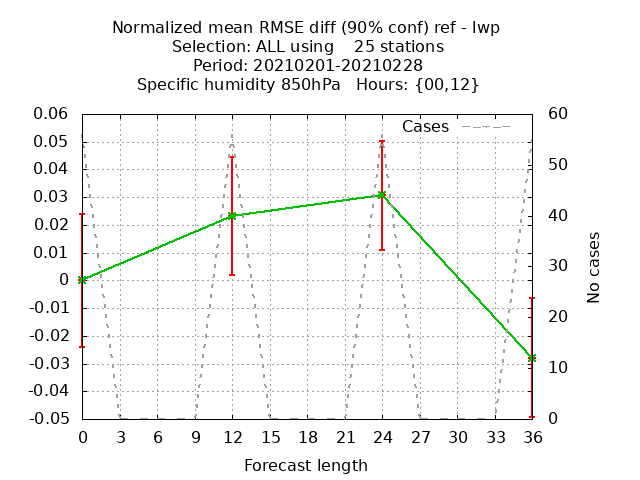 Normalized mean RMSE diff (90% conf) ref - lwp
Selection: ALL using    25 stations
Period: 20210201-20210228
Specific humidity 850hPa   Hours: {00,12}
Cases
0.06
0.05
0.04
0.03
0.02
0.01
0
-0.01
-0.02
-0.03
-0.04
-0.05
60
50
40
30
20
10
0
No cases
0 3 6 9 12 15 18 21 24 27 30 33 36
Forecast length